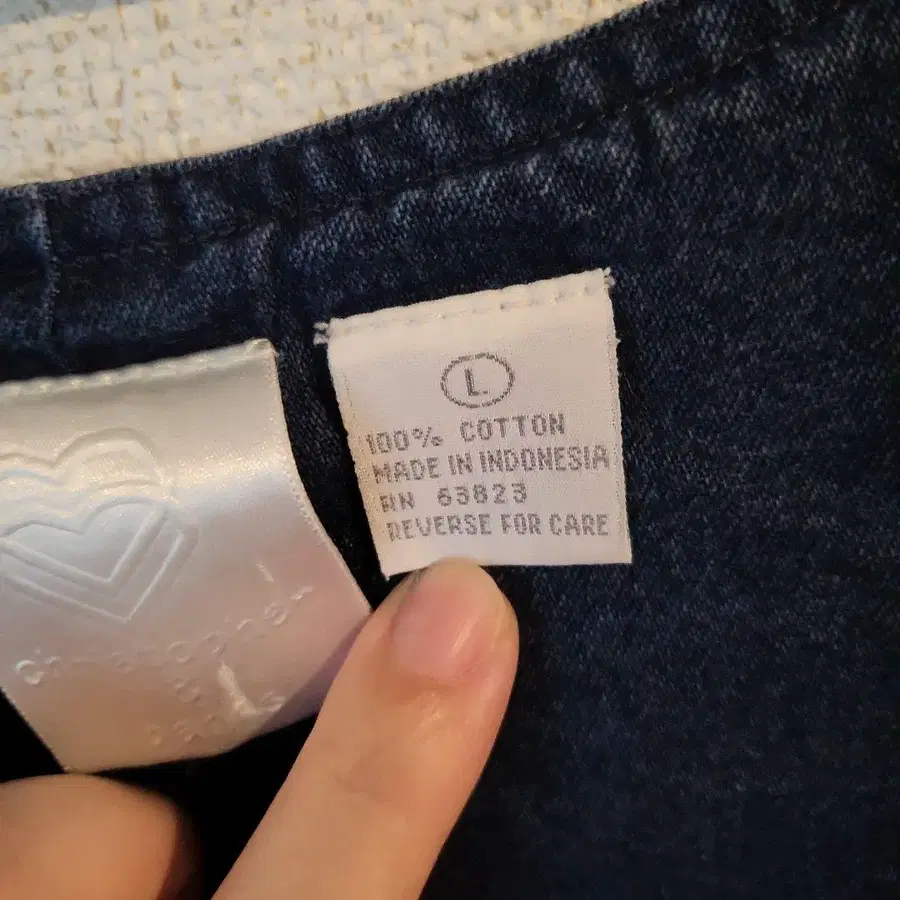 L
100% COTTON
MADE IN INDONESIA
RN 63823
REVERSE FOR CARE